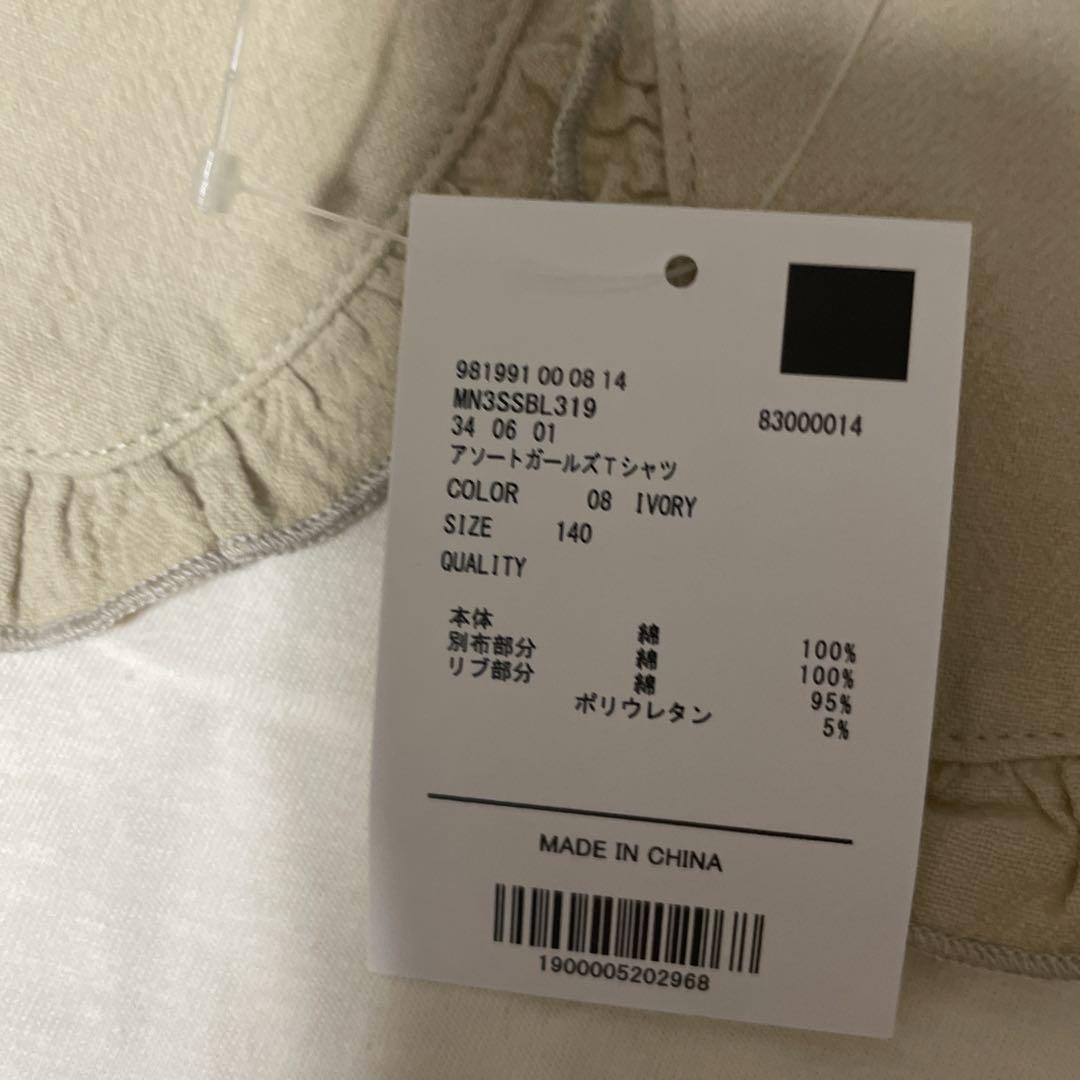 981991 00 08 14
MN3SSBL319
83000014
34 06 01
アソートガールズTシャツ
COLOR 08 IVORY
SIZE 140
QUALITY
本体 綿 100%
別布部分 綿 100%
リブ部分 綿 95%
ポリウレタン 5%
MADE IN CHINA
1900005202968